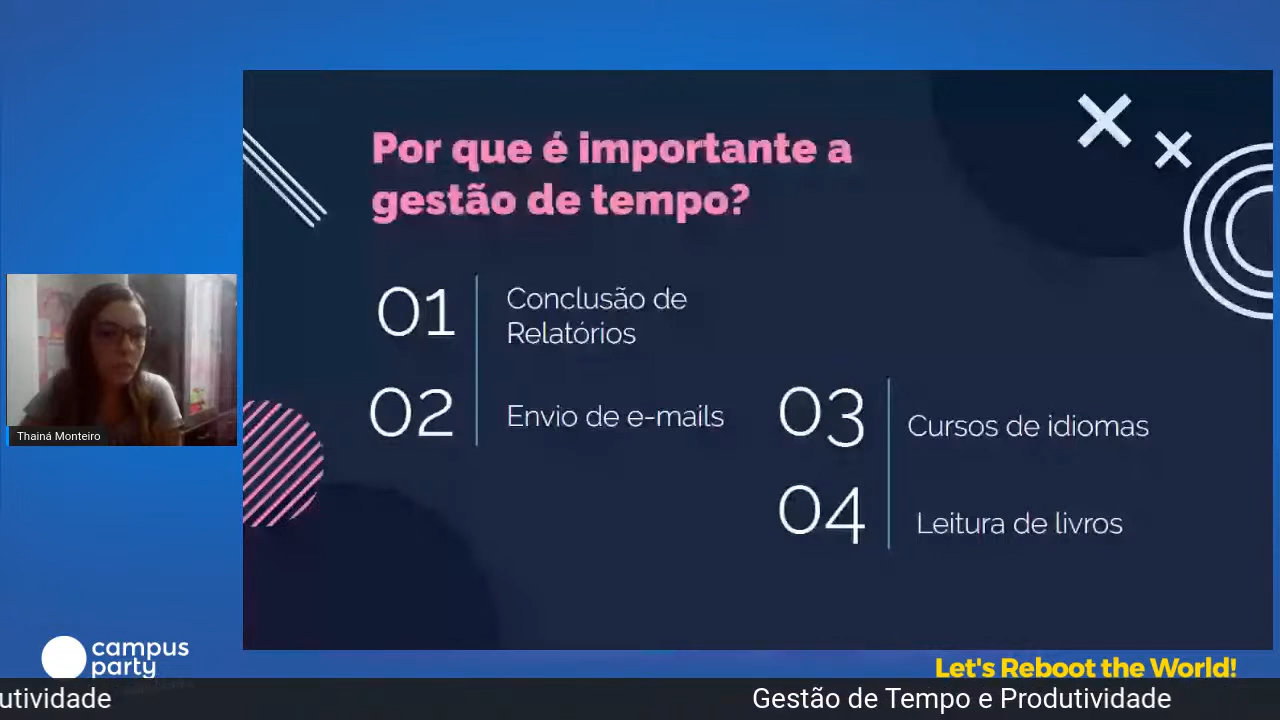 Por que é importante a
gestão de tempo?
01
Conclusão de
Relatórios
02
Envio de e-mails
03
Cursos de idiomas
04
Leitura de livros
Thainá Monteiro
campus
party
Let's Reboot the World!
utividade
Gestão de Tempo e Produtividade